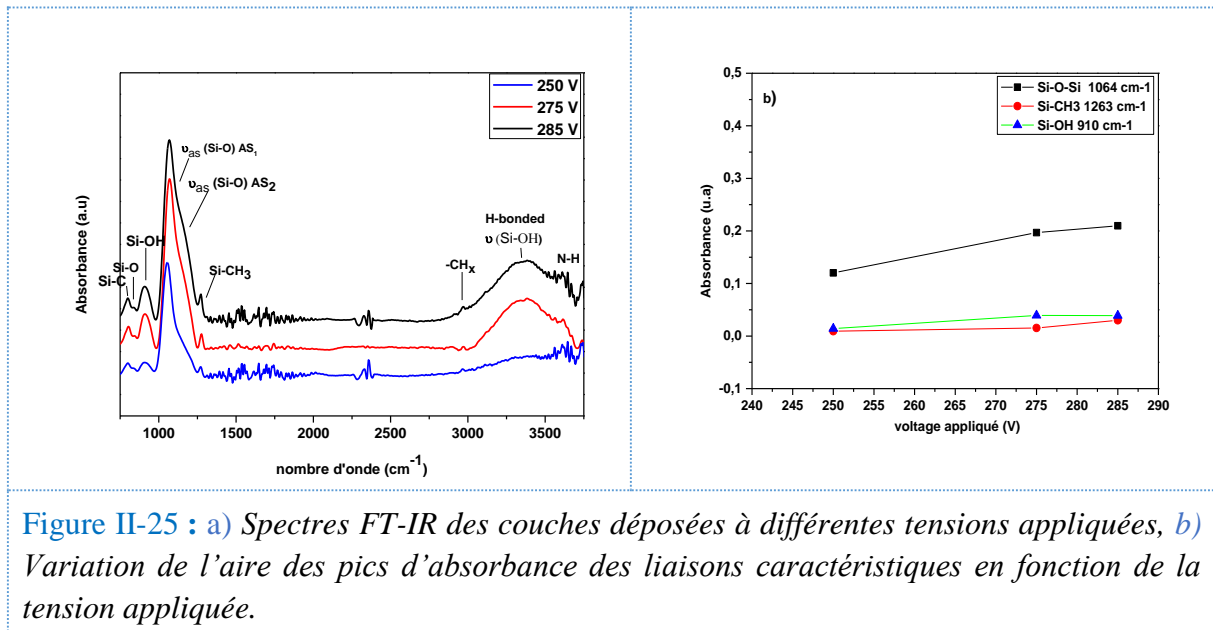 250 V
275 V
285 V
υas (Si-O) AS1
υas (Si-O) AS2
Si-OH
Si-O
Si-C
Si-CH3
-CHx
H-bonded
υ (Si-OH)
N-H
Absorbance (a.u)
1000 1500 2000 2500 3000 3500
nombre d'onde (cm-1)
b)
Si-O-Si 1064 cm-1
Si-CH3 1263 cm-1
Si-OH 910 cm-1
0,5
0,4
0,3
0,2
0,1
0,0
-0,1
Absorbance (u.a)
240 245 250 255 260 265 270 275 280 285 290
voltage appliqué (V)
Figure II-25 : a) Spectres FT-IR des couches déposées à différentes tensions appliquées, b)
Variation de l’aire des pics d’absorbance des liaisons caractéristiques en fonction de la
tension appliquée.